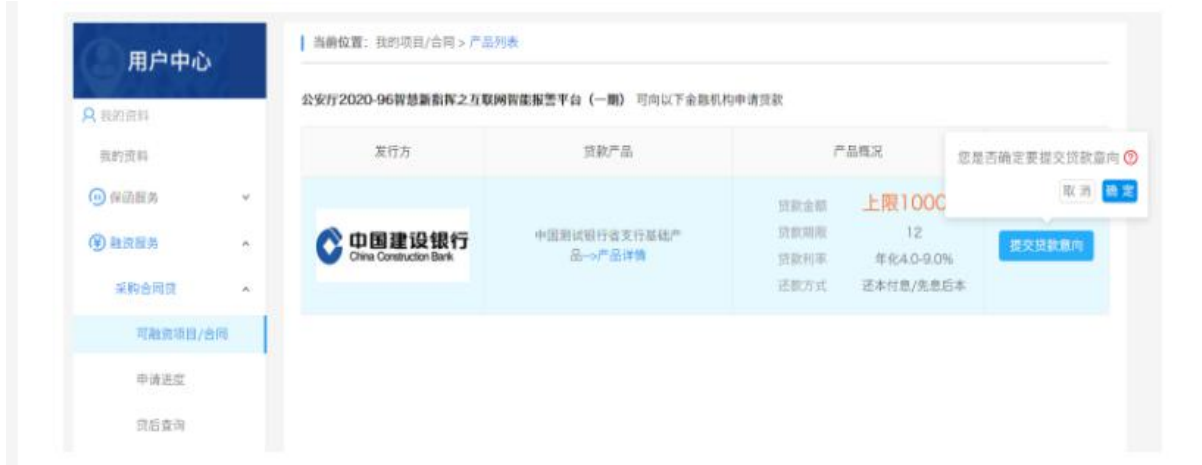 用户中心
当前位置：我的项目/合同 > 产品列表
公安厅2020-96智慧新指挥之互联网智能报警平台（一期） 可向以下金融机构申请贷款
我的资料
我的资料
保函服务
融资服务
采购合同贷
可融资项目/合同
申请进度
贷后查询
发行方
贷款产品
产品概况
您是否确定要提交贷款意向
取消 确定
中国建设银行
China Construction Bank
中国测试银行省支行基础产
品-->产品详情
贷款金额 上限1000
贷款期限 12
贷款利率 年化4.0-9.0%
还款方式 还本付息/先息后本
提交贷款意向